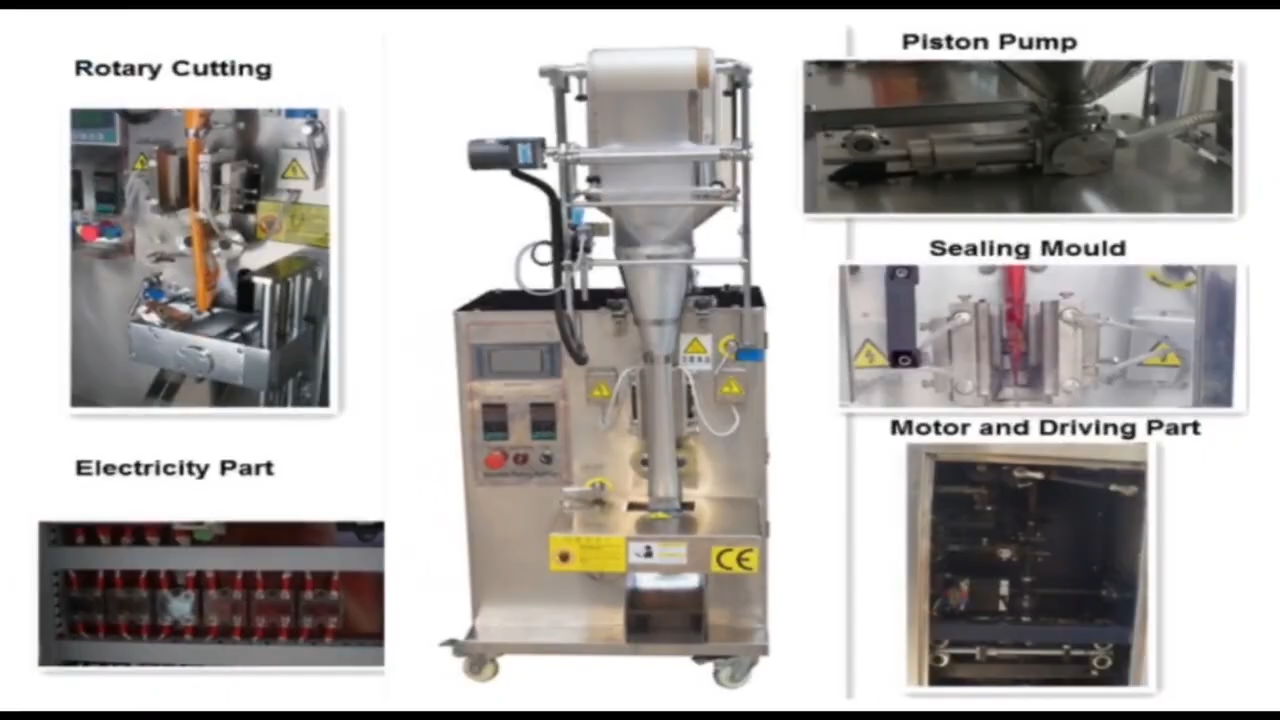 Rotary Cutting
Piston Pump
Sealing Mould
Motor and Driving Part
Electricity Part
CE